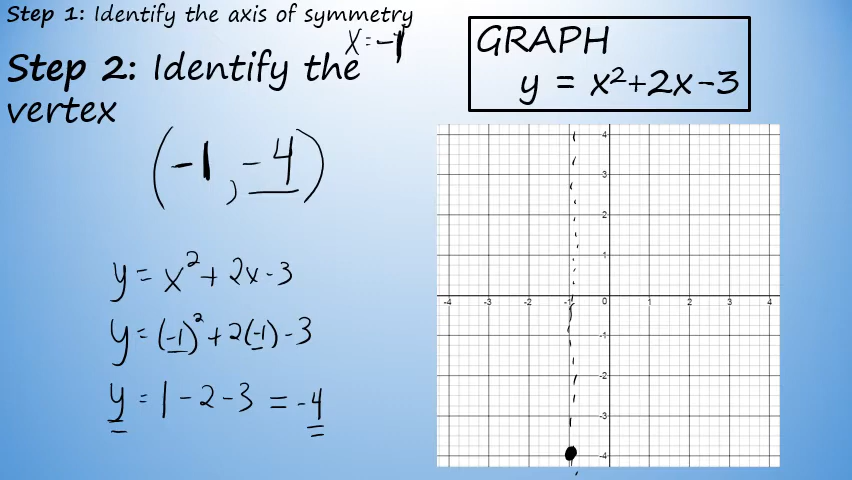 Step 1: Identify the axis of symmetry
x = -1
Step 2: Identify the
vertex
(-1, -4)
y = x² + 2x - 3
y = (-1)² + 2(-1) - 3
y = 1 - 2 - 3 = -4
GRAPH
y = x²+2x-3
4
3
2
1
-4 -3 -2 -1 0 1 2 3 4
-1
-2
-3
-4